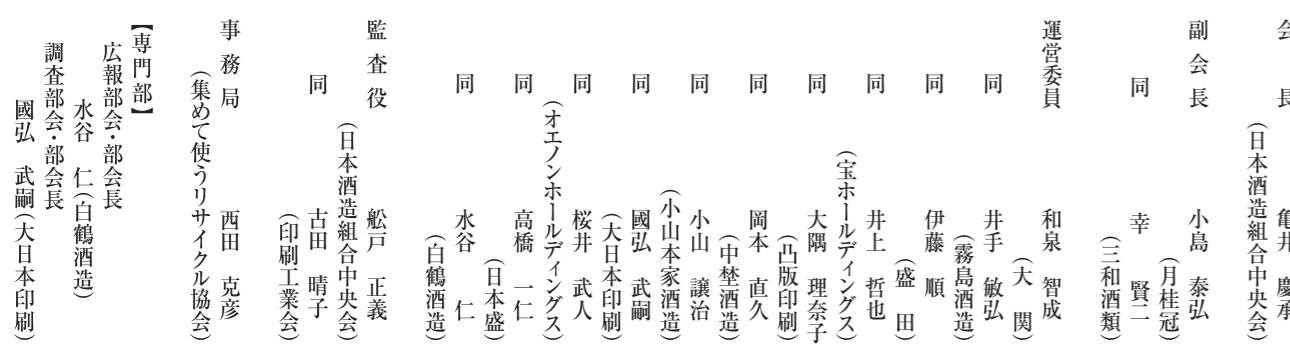 会長　亀井　慶承
（日本酒造組合中央会）
副会長　小島　泰弘
（月桂冠）
同　幸　賢二
（三和酒類）
運営委員　和泉　智成
（大　関）
同　井手　敏弘
（霧島酒造）
同　伊藤　順
（盛　田）
同　井上　哲也
（宝ホールディングス）
同　大隅　理奈子
（凸版印刷）
同　岡本　直久
（中埜酒造）
同　小山　譲治
（小山本家酒造）
同　國弘　武嗣
（大日本印刷）
同　桜井　武人
（オエノンホールディングス）
同　高橋　一仁
（日本盛）
同　水谷　仁
（白鶴酒造）
監査役　舩戸　正義
（日本酒造組合中央会）
同　古田　晴子
（印刷工業会）
事務局　西田　克彦
（集めて使うリサイクル協会）
【専門部】
広報部会・部会長
水谷　仁（白鶴酒造）
調査部会・部会長
國弘　武嗣（大日本印刷）